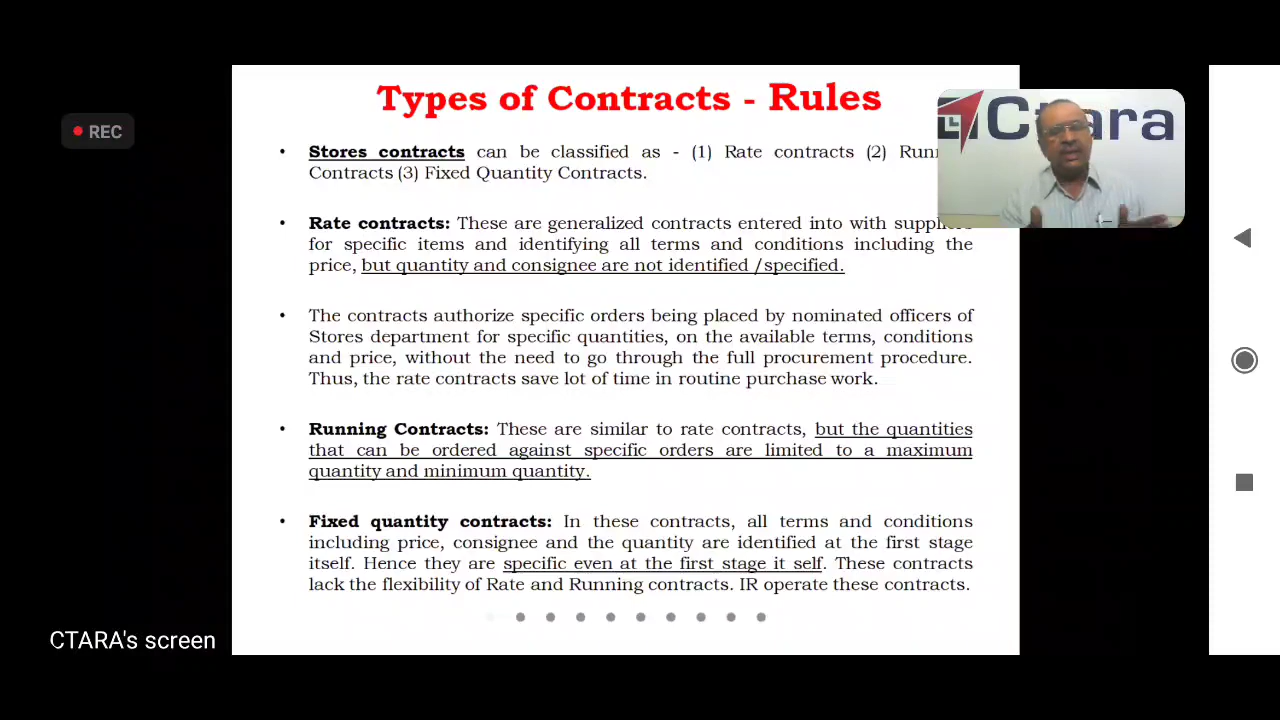 Types of Contracts - Rules
REC
Ctara
• Stores contracts can be classified as - (1) Rate contracts (2)
Contracts (3) Fixed Quantity Contracts.
• Rate contracts: These are generalized contracts entered into with
for specific items and identifying all terms and conditions including the
price, but quantity and consignee are not identified /specified.
• The contracts authorize specific orders being placed by nominated officers of
Stores department for specific quantities, on the available terms, conditions
and price, without the need to go through the full procurement procedure.
Thus, the rate contracts save lot of time in routine purchase work.
• Running Contracts: These are similar to rate contracts, but the quantities
that can be ordered against specific orders are limited to a maximum
quantity and minimum quantity.
• Fixed quantity contracts: In these contracts, all terms and conditions
including price, consignee and the quantity are identified at the first stage
itself. Hence they are specific even at the first stage it self. These contracts
lack the flexibility of Rate and Running contracts. IR operate these contracts.
CTARA's screen